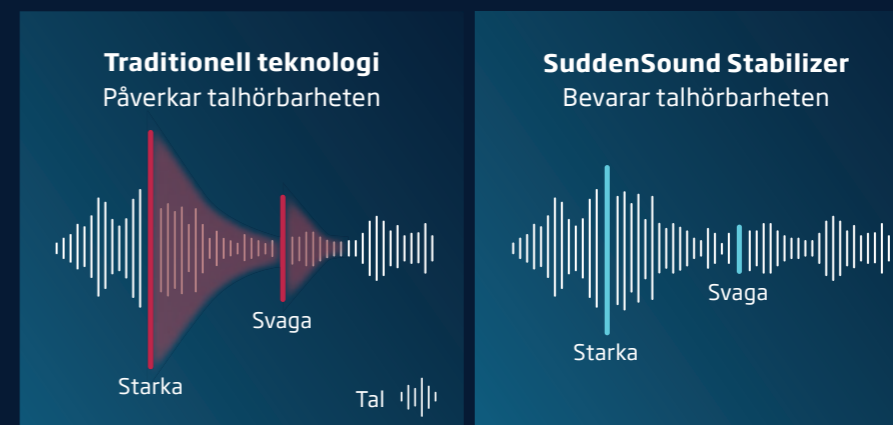 Traditionell teknologi
Påverkar talhörbarheten
Svaga
Starka
Tal
SuddenSound Stabilizer
Bevarar talhörbarheten
Svaga
Starka